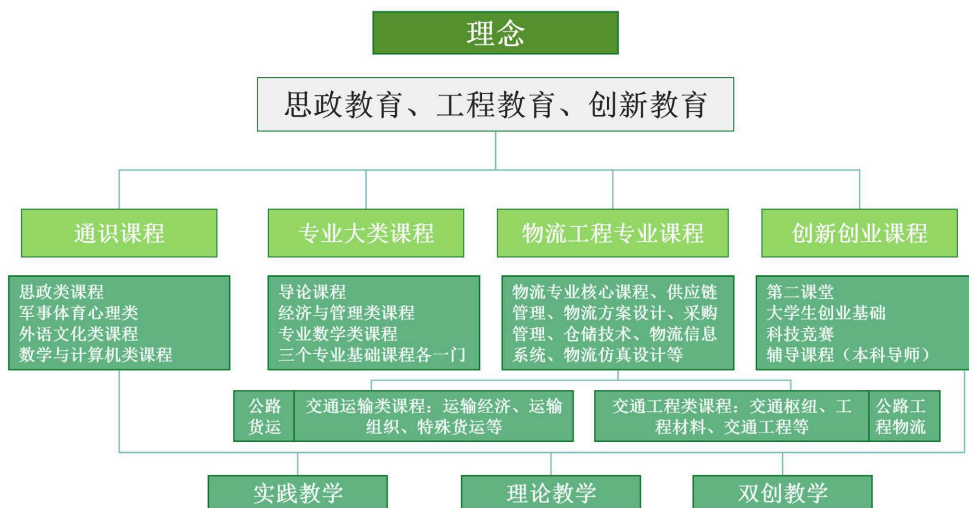 理念
思政教育、工程教育、创新教育
通识课程
专业大类课程
物流工程专业课程
创新创业课程
思政类课程
军事体育心理类
外语文化类课程
数学与计算机类课程
导论课程
经济与管理类课程
专业数学类课程
三个专业基础课程各一门
物流专业核心课程、供应链
管理、物流方案设计、采购
管理、仓储技术、物流信息
系统、物流仿真设计等
第二课堂
大学生创业基础
科技竞赛
辅导课程（本科导师）
公路
货运
交通运输类课程：运输经济、运输
组织、特殊货运等
交通工程类课程：交通枢纽、工
程材料、交通工程等
公路工
程物流
实践教学
理论教学
双创教学